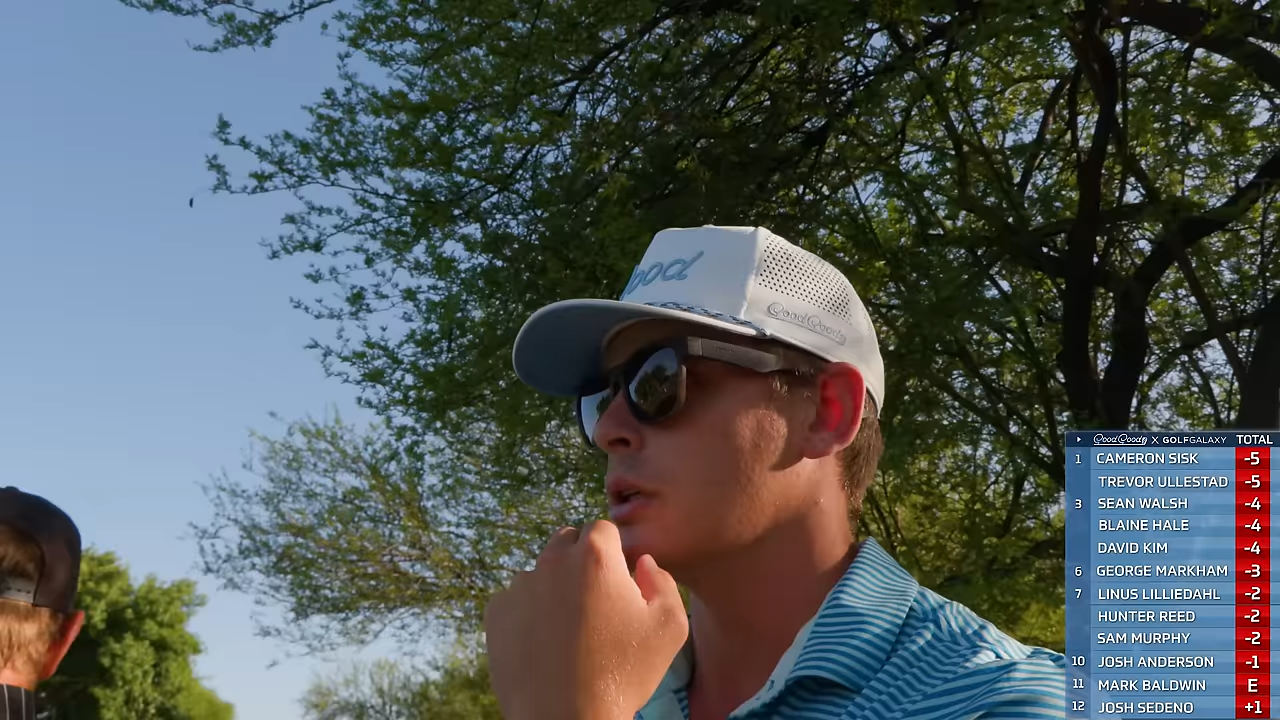 ood
Good Good
Good Good X GOLFGALAXY TOTAL
1 CAMERON SISK -5
TREVOR ULLESTAD -5
3 SEAN WALSH -4
BLAINE HALE -4
DAVID KIM -4
6 GEORGE MARKHAM -3
7 LINUS LILLIEDAHL -2
HUNTER REED -2
SAM MURPHY -2
10 JOSH ANDERSON -1
11 MARK BALDWIN E
12 JOSH SEDENO +1